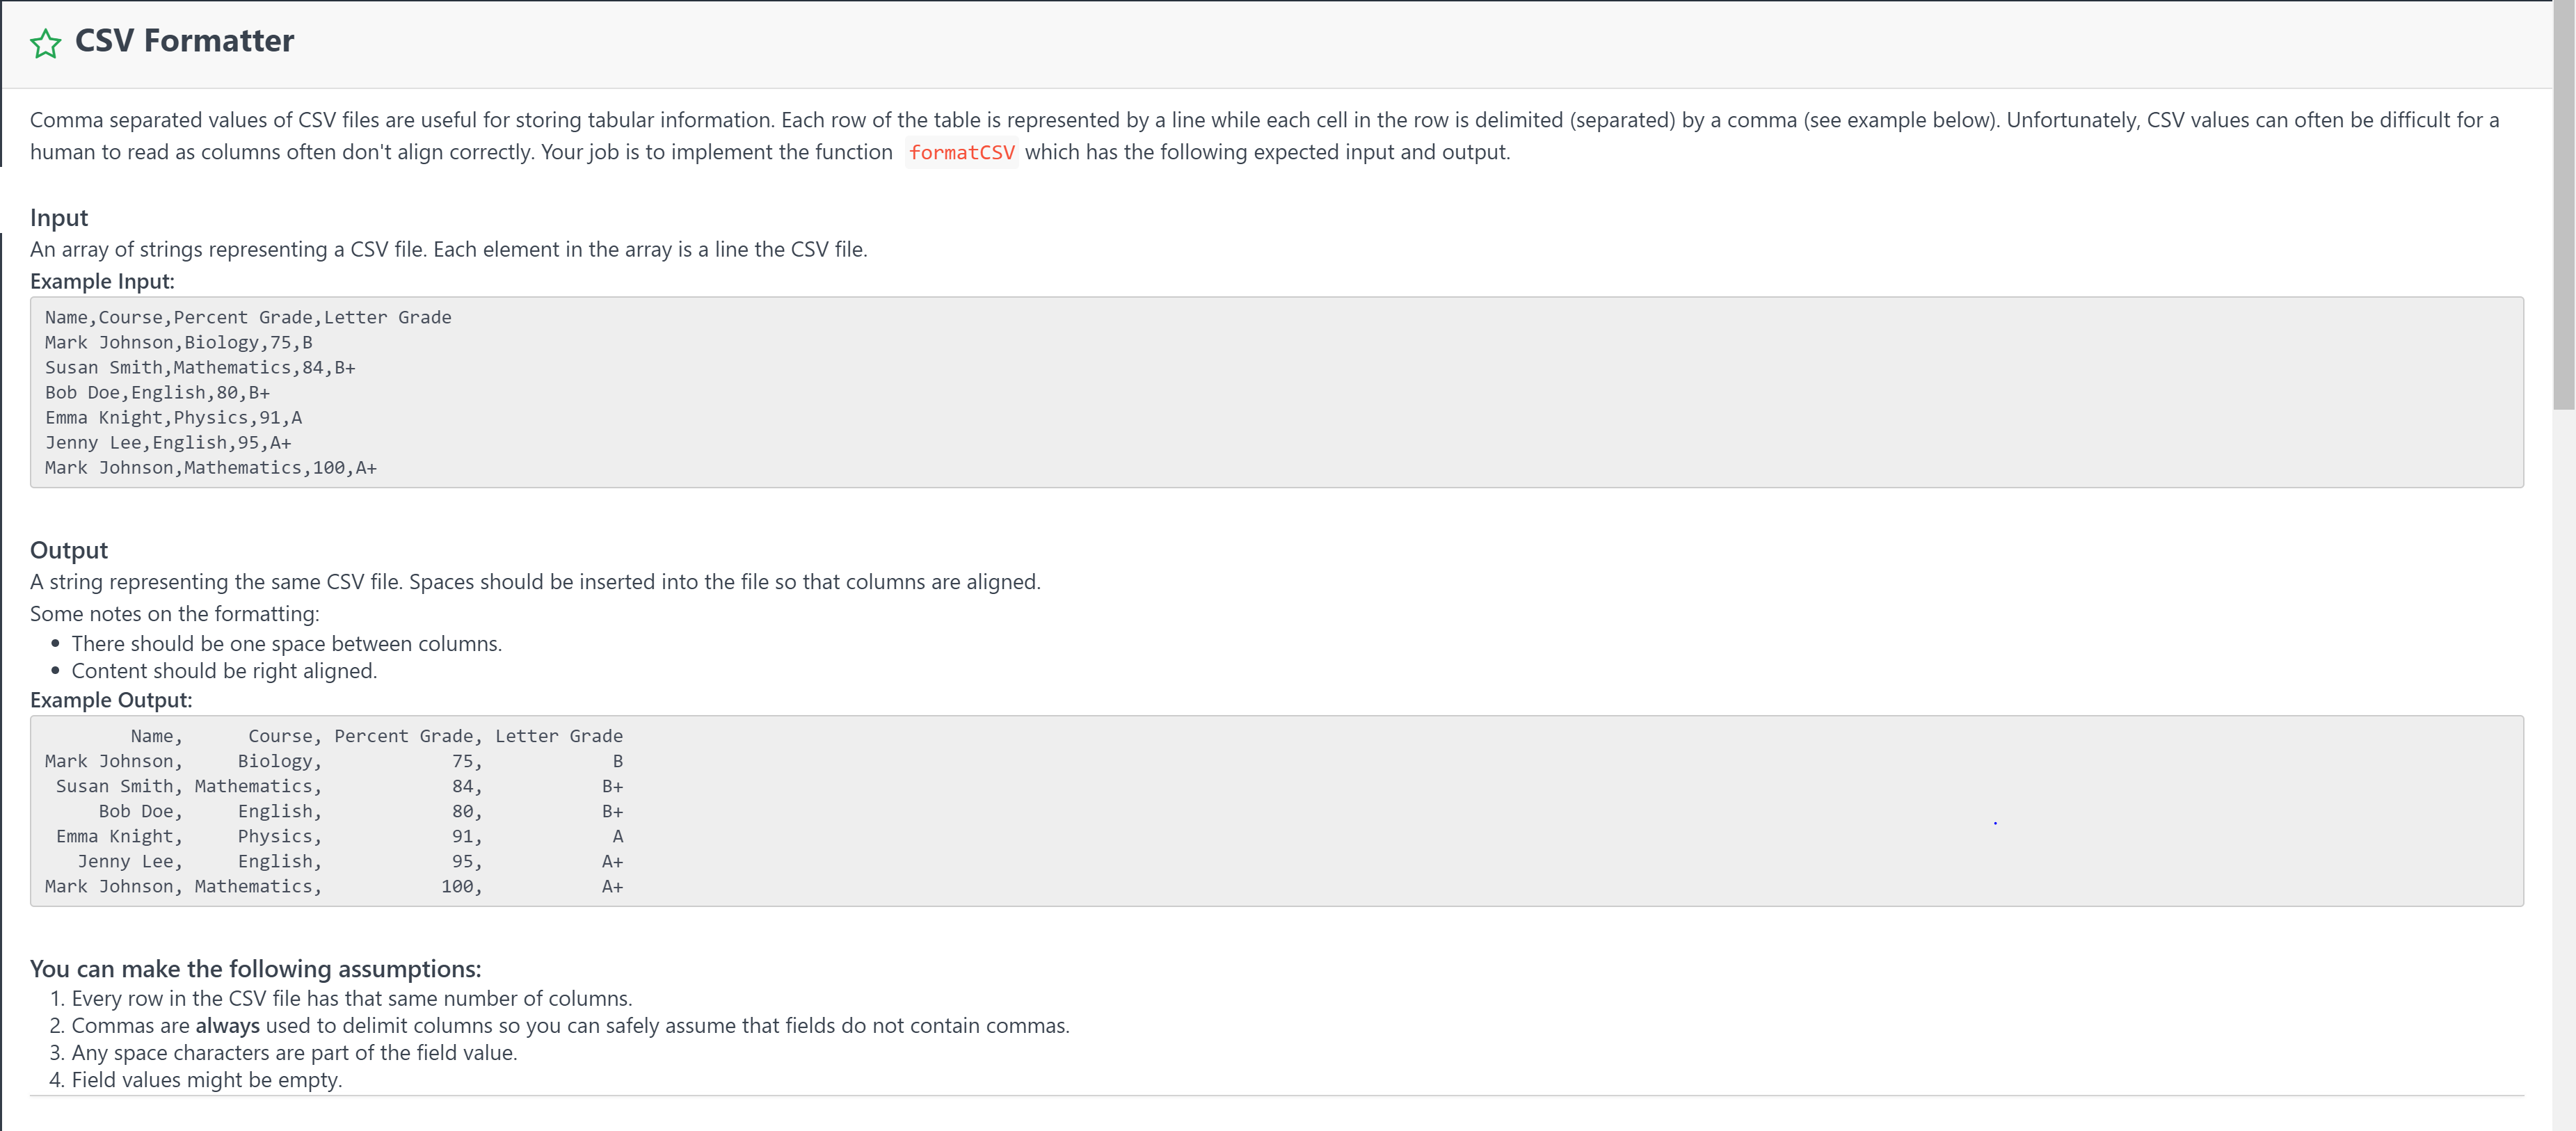 CSV Formatter
Comma separated values of CSV files are useful for storing tabular information. Each row of the table is represented by a line while each cell in the row is delimited (separated) by a comma (see example below). Unfortunately, CSV values can often be difficult for a
human to read as columns often don't align correctly. Your job is to implement the function formatCSV which has the following expected input and output.
Input
An array of strings representing a CSV file. Each element in the array is a line the CSV file.
Example Input:
Name,Course,Percent Grade,Letter Grade
Mark Johnson,Biology,75,B
Susan Smith,Mathematics,84,B+
Bob Doe,English,80,B+
Emma Knight,Physics,91,A
Jenny Lee,English,95,A+
Mark Johnson,Mathematics,100,A+
Output
A string representing the same CSV file. Spaces should be inserted into the file so that columns are aligned.
Some notes on the formatting:
• There should be one space between columns.
• Content should be right aligned.
Example Output:
        Name,      Course, Percent Grade, Letter Grade
Mark Johnson,     Biology,            75,            B
 Susan Smith, Mathematics,            84,           B+
     Bob Doe,     English,            80,           B+
 Emma Knight,     Physics,            91,            A
   Jenny Lee,     English,            95,           A+
Mark Johnson, Mathematics,           100,           A+
You can make the following assumptions:
1. Every row in the CSV file has that same number of columns.
2. Commas are always used to delimit columns so you can safely assume that fields do not contain commas.
3. Any space characters are part of the field value.
4. Field values might be empty.